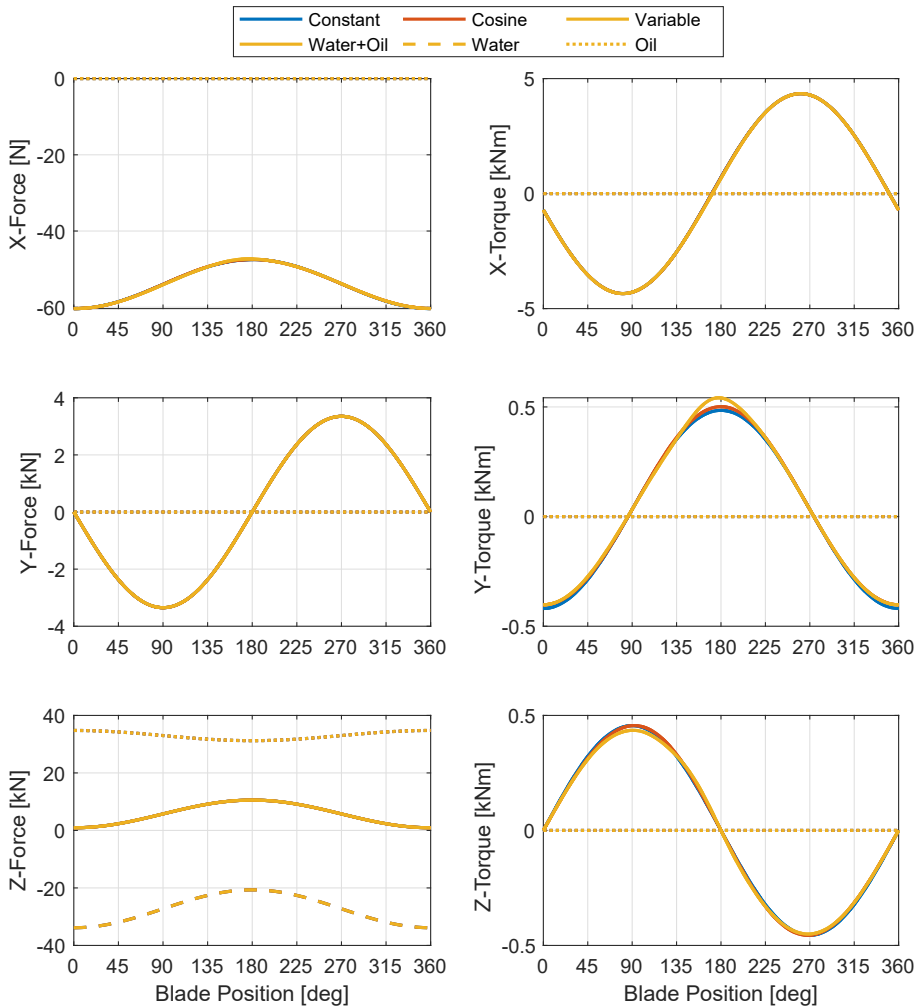 Constant Cosine Variable
Water+Oil Water Oil
0
-20
-40
-60
X-Force [N]
0 45 90 135 180 225 270 315 360
5
0
-5
X-Torque [kNm]
0 45 90 135 180 225 270 315 360
4
2
0
-2
-4
Y-Force [kN]
0 45 90 135 180 225 270 315 360
0.5
0
-0.5
Y-Torque [kNm]
0 45 90 135 180 225 270 315 360
40
20
0
-20
-40
Z-Force [kN]
0 45 90 135 180 225 270 315 360
Blade Position [deg]
0.5
0
-0.5
Z-Torque [kNm]
0 45 90 135 180 225 270 315 360
Blade Position [deg]